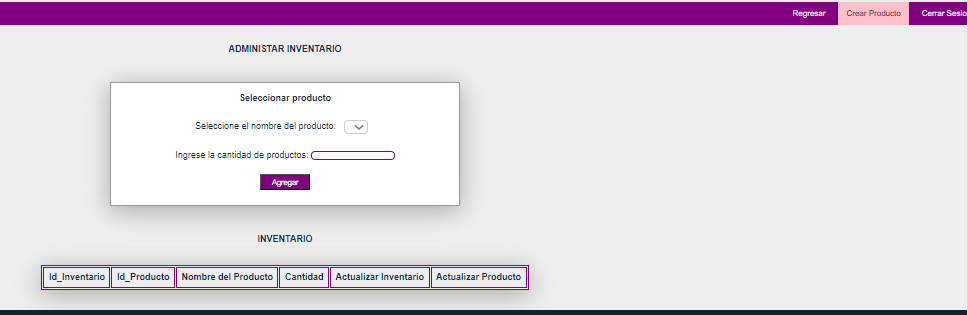 Regresar Crear Producto Cerrar Sesio
ADMINISTAR INVENTARIO
Seleccionar producto
Seleccione el nombre del producto:
Ingrese la cantidad de productos:
Agregar
INVENTARIO
Id_Inventario Id_Producto Nombre del Producto Cantidad Actualizar Inventario Actualizar Producto